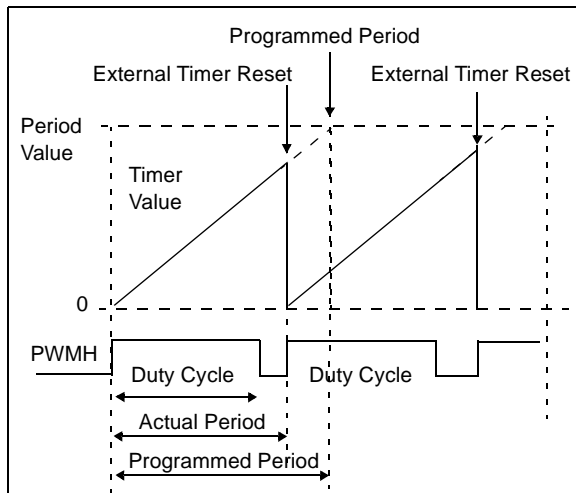 Programmed Period
External Timer Reset External Timer Reset
Period
Value
Timer
Value
0
PWMH
Duty Cycle Duty Cycle
Actual Period
Programmed Period